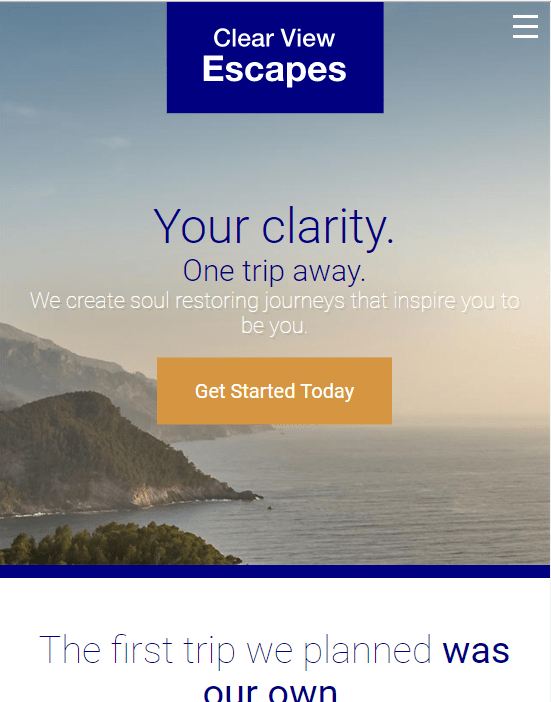 Clear View
Escapes
Your clarity.
One trip away.
We create soul restoring journeys that inspire you to
be you.
Get Started Today
The first trip we planned was
our own